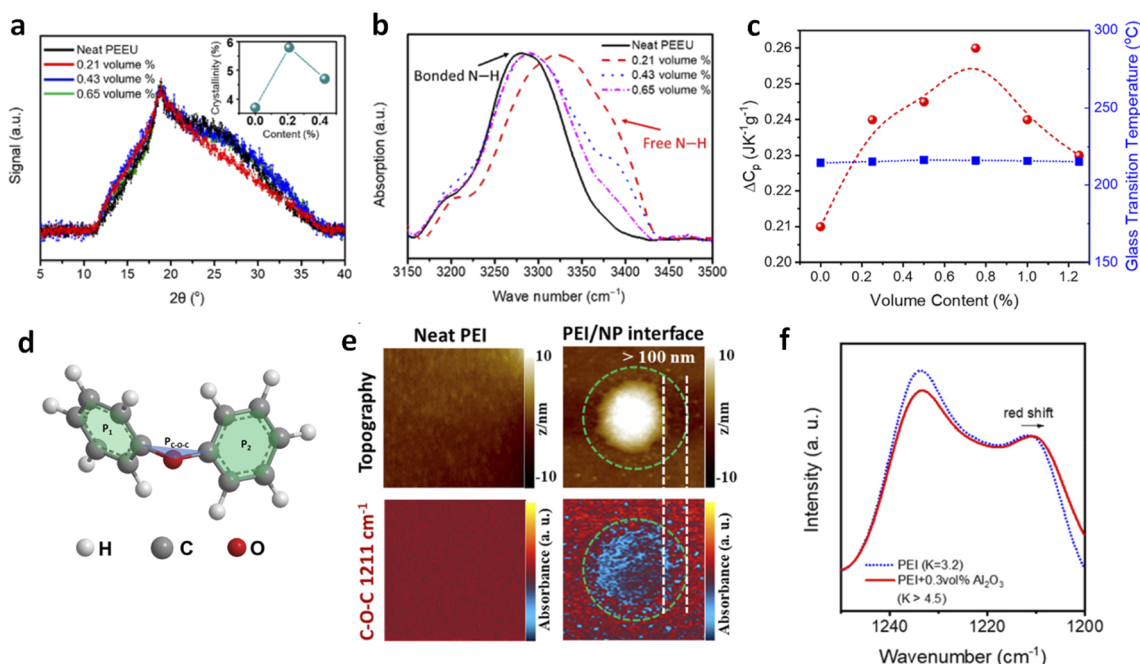 a
Signal (a.u.)
Neat PEEU
0.21 volume %
0.43 volume %
0.65 volume %
Crystallinity (%)
6
5
4
0.0 0.2 0.4
Content (%)
5 10 15 20 25 30 35 40
2θ (°)
b
Absorption (a.u.)
Bonded N–H
Neat PEEU
0.21 volume %
0.43 volume %
0.65 volume %
Free N–H
3150 3200 3250 3300 3350 3400 3450 3500
Wave number (cm⁻¹)
c
ΔCp (JK⁻¹g⁻¹)
0.26
0.25
0.24
0.23
0.22
0.21
0.20
0.0 0.2 0.4 0.6 0.8 1.0 1.2
Volume Content (%)
300
250
200
150
Glass Transition Temperature (°C)
d
P₁
P_C-O-C
P₂
H C O
e
Neat PEI
PEI/NP interface
Topography
10
z/nm
-10
> 100 nm
10
z/nm
-10
C-O-C 1211 cm⁻¹
Absorbance (a. u.)
Absorbance (a. u.)
f
Intensity (a. u.)
red shift
PEI (K=3.2)
PEI+0.3vol% Al₂O₃
(K > 4.5)
1240 1220 1200
Wavenumber (cm⁻¹)